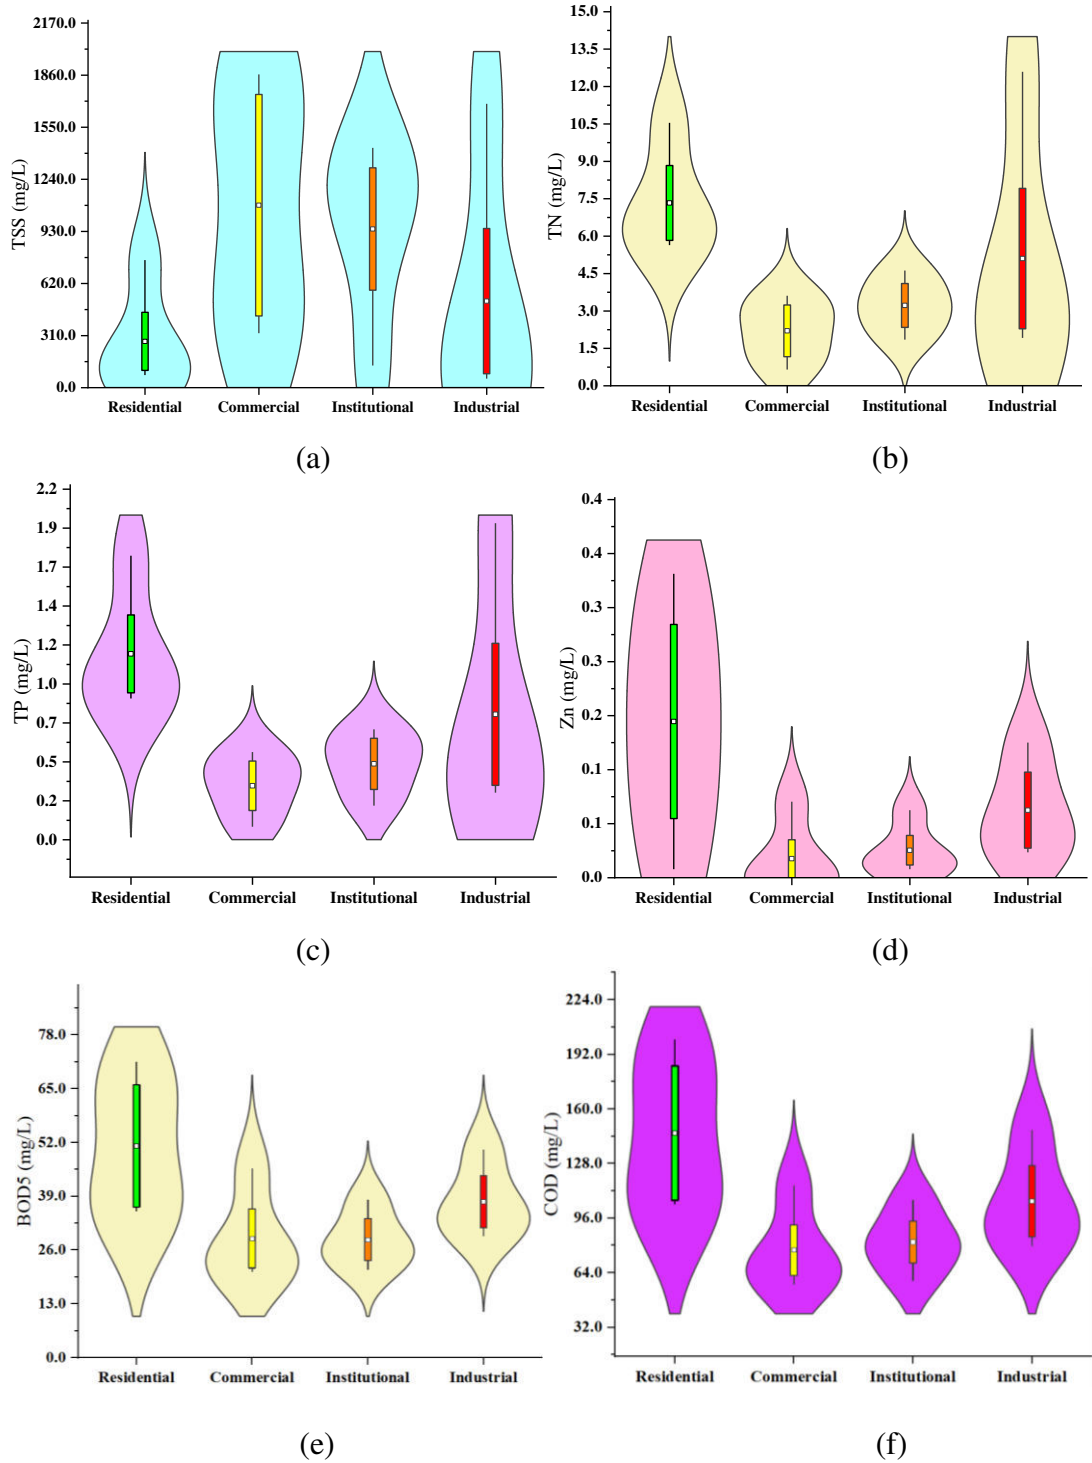 2170.0
1860.0
1550.0
1240.0
930.0
620.0
310.0
0.0
TSS (mg/L)
Residential Commercial Institutional Industrial
(a)
15.0
13.5
12.0
10.5
9.0
7.5
6.0
4.5
3.0
1.5
0.0
TN (mg/L)
Residential Commercial Institutional Industrial
(b)
2.2
1.9
1.7
1.4
1.2
1.0
0.7
0.5
0.2
0.0
TP (mg/L)
Residential Commercial Institutional Industrial
(c)
0.4
0.4
0.3
0.3
0.2
0.1
0.1
0.0
Zn (mg/L)
Residential Commercial Institutional Industrial
(d)
78.0
65.0
52.0
39.0
26.0
13.0
0.0
BOD5 (mg/L)
Residential Commercial Institutional Industrial
(e)
224.0
192.0
160.0
128.0
96.0
64.0
32.0
COD (mg/L)
Residential Commercial Institutional Industrial
(f)